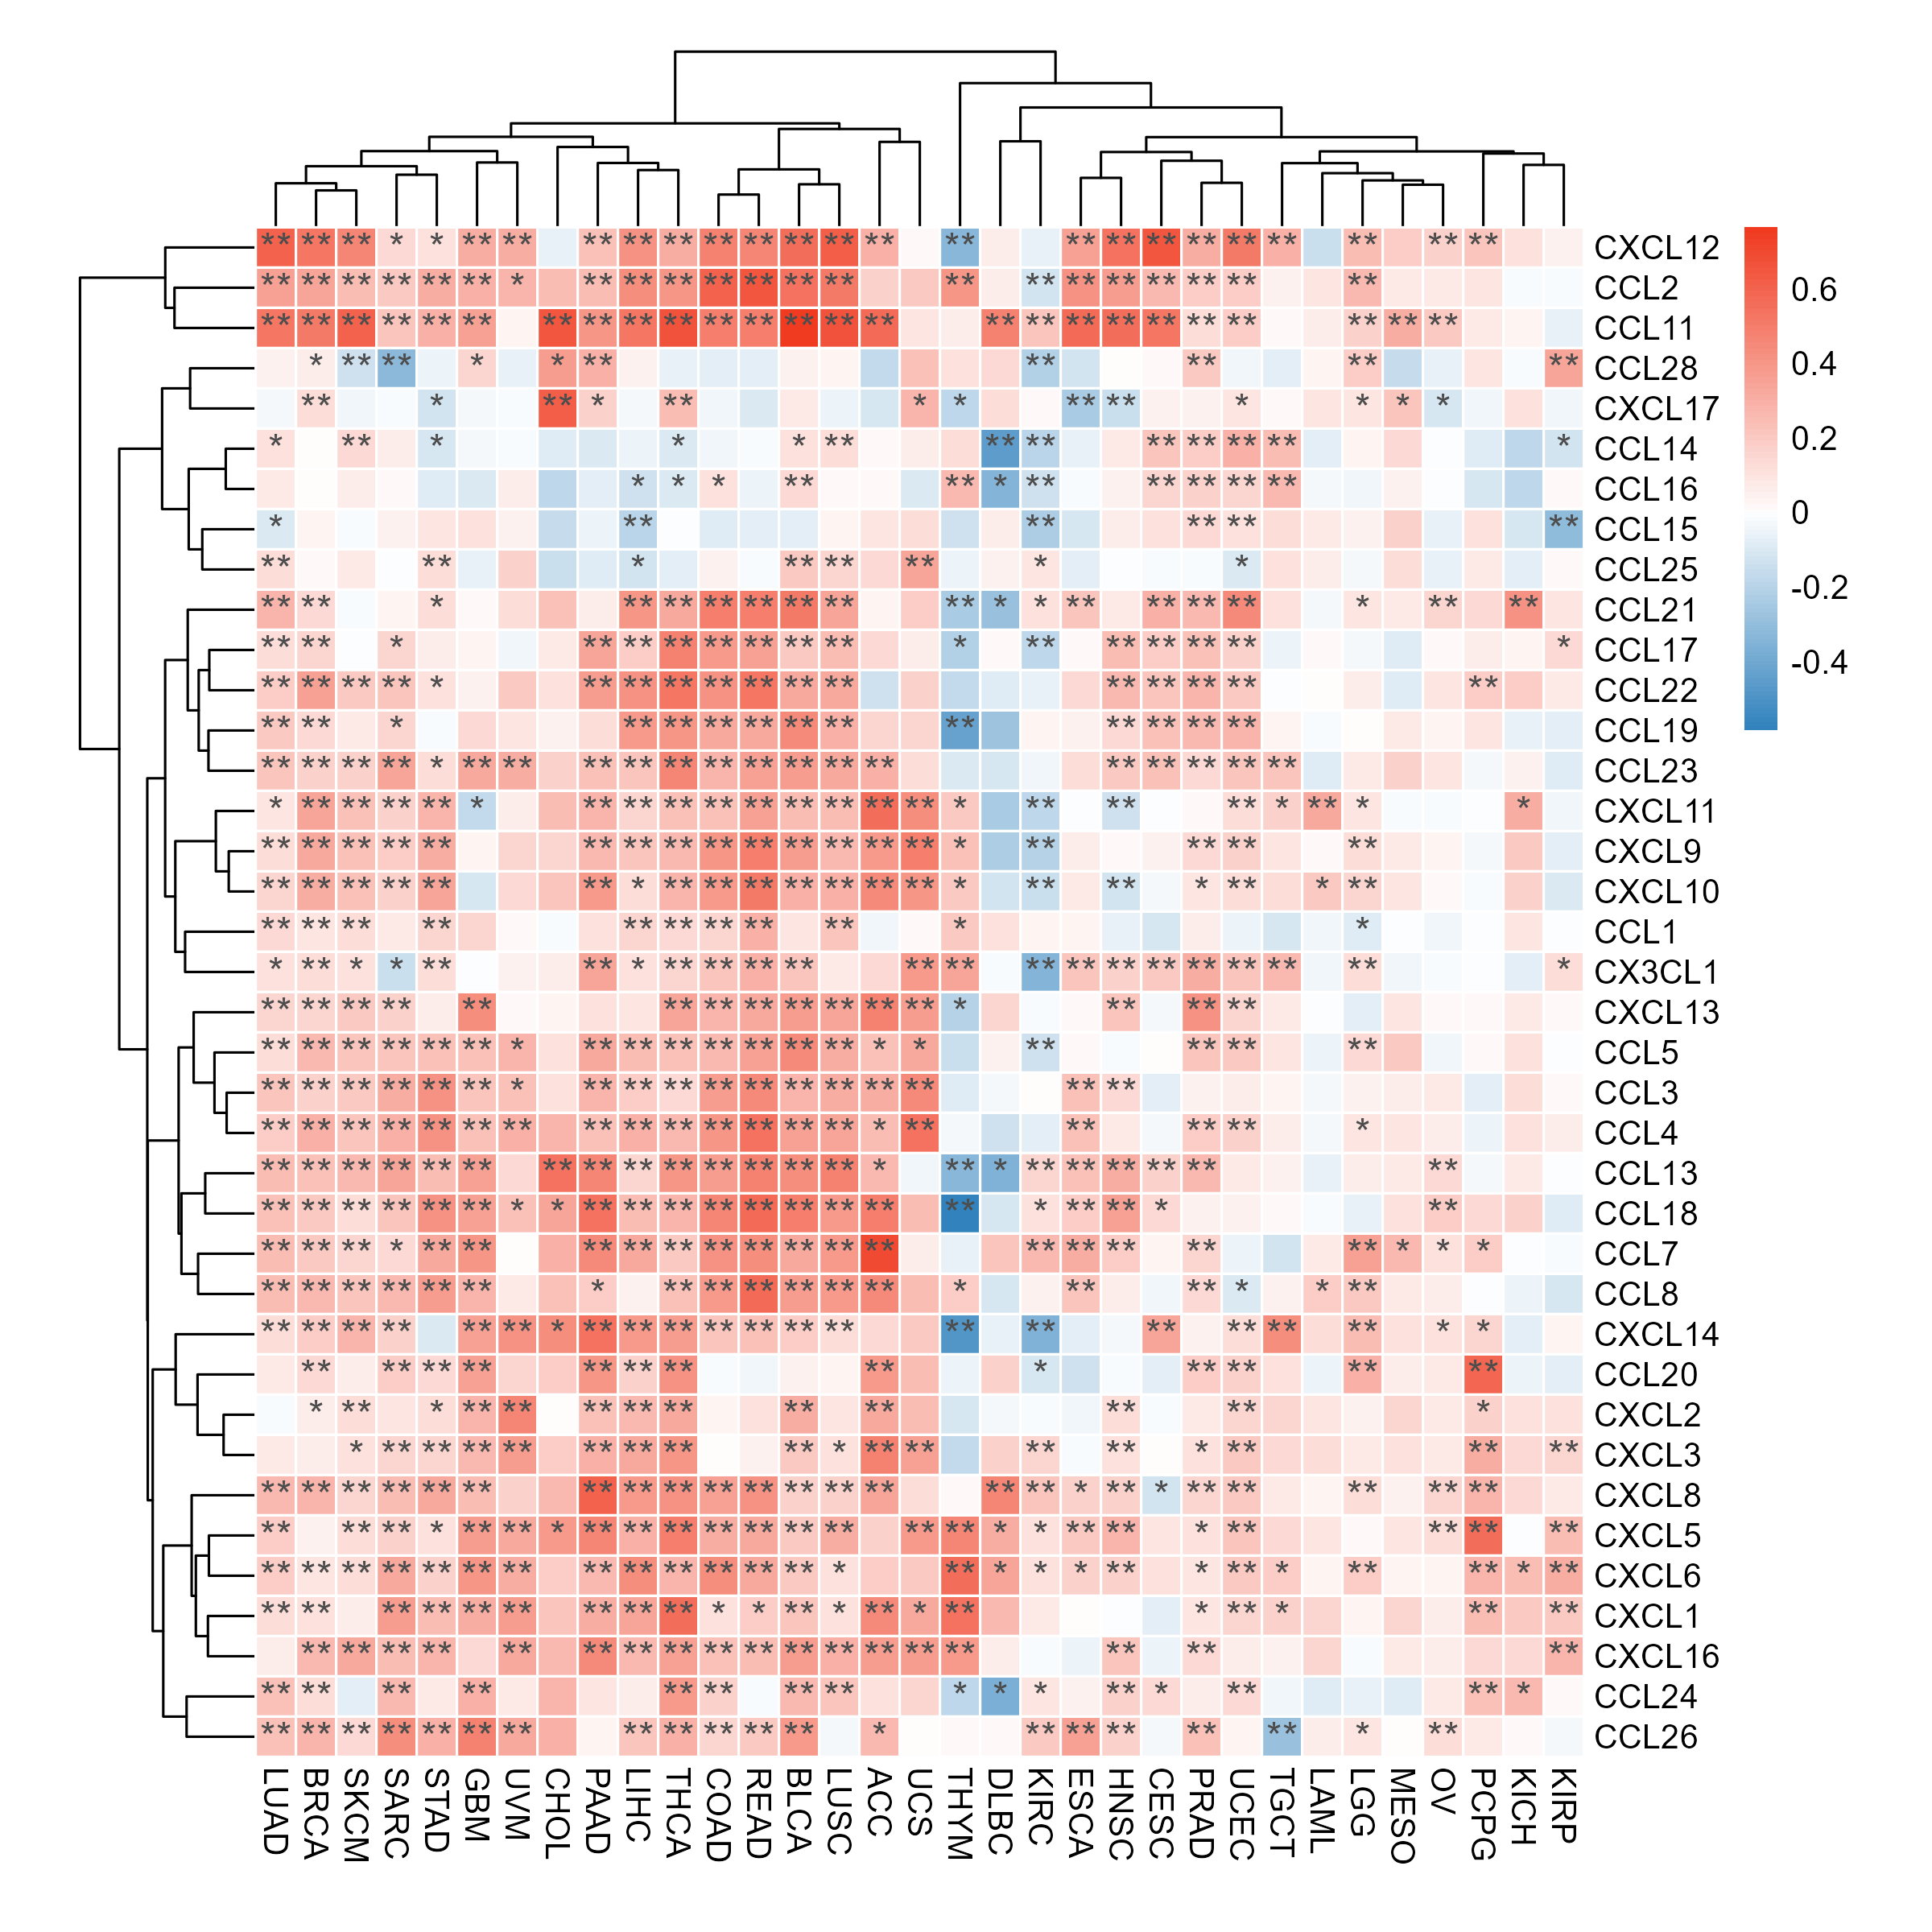 CXCL12
CCL2
CCL11
CCL28
CXCL17
CCL14
CCL16
CCL15
CCL25
CCL21
CCL17
CCL22
CCL19
CCL23
CXCL11
CXCL9
CXCL10
CCL1
CX3CL1
CXCL13
CCL5
CCL3
CCL4
CCL13
CCL18
CCL7
CCL8
CXCL14
CCL20
CXCL2
CXCL3
CXCL8
CXCL5
CXCL6
CXCL1
CXCL16
CCL24
CCL26
0.6
0.4
0.2
0
-0.2
-0.4
LUAD
BRCA
SKCM
SARC
STAD
GBM
UVM
CHOL
PAAD
LIHC
THCA
COAD
READ
BLCA
LUSC
ACC
UCS
THYM
DLBC
KIRC
ESCA
HNSC
CESC
PRAD
UCEC
TGCT
LAML
LGG
MESO
OV
PCPG
KICH
KIRP